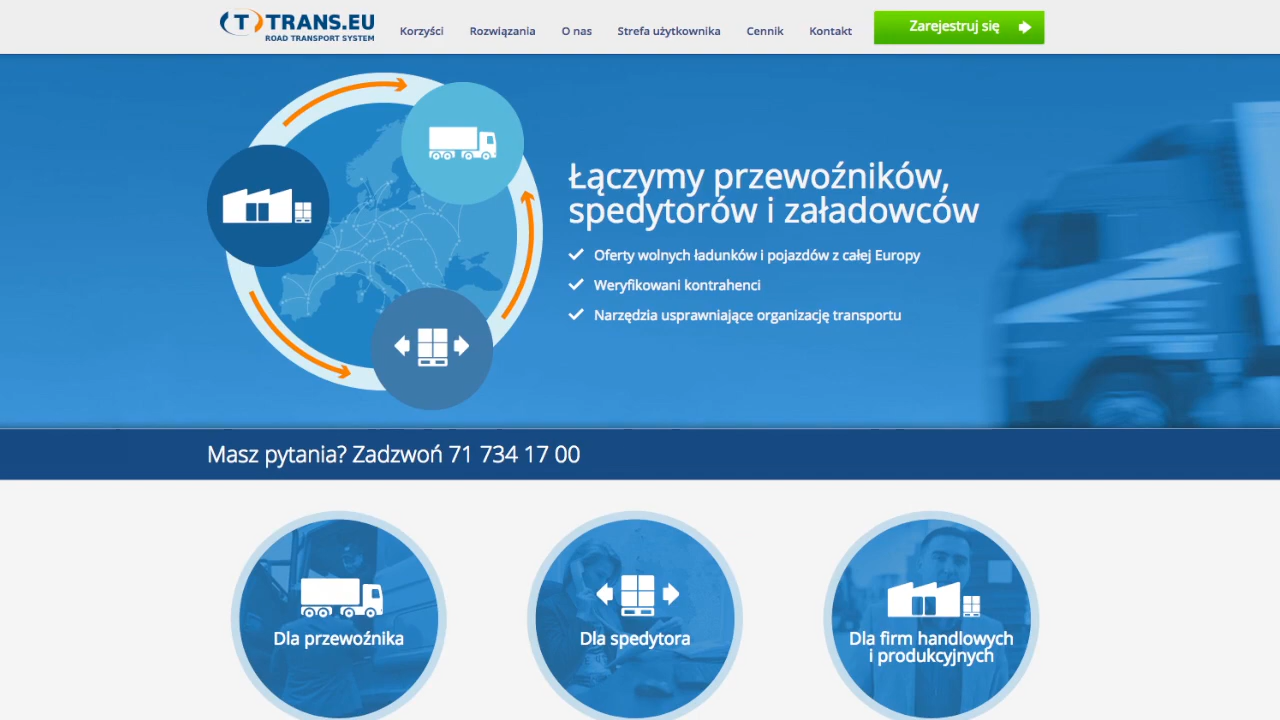 TRANS.EU
ROAD TRANSPORT SYSTEM
Korzyści
Rozwiązania
O nas
Strefa użytkownika
Cennik
Kontakt
Zarejestruj się
Łączymy przewoźników,
spedytorów i załadowców
Oferty wolnych ładunków i pojazdów z całej Europy
Weryfikowani kontrahenci
Narzędzia usprawniające organizację transportu
Masz pytania? Zadzwoń 71 734 17 00
Dla przewoźnika
Dla spedytora
Dla firm handlowych
i produkcyjnych